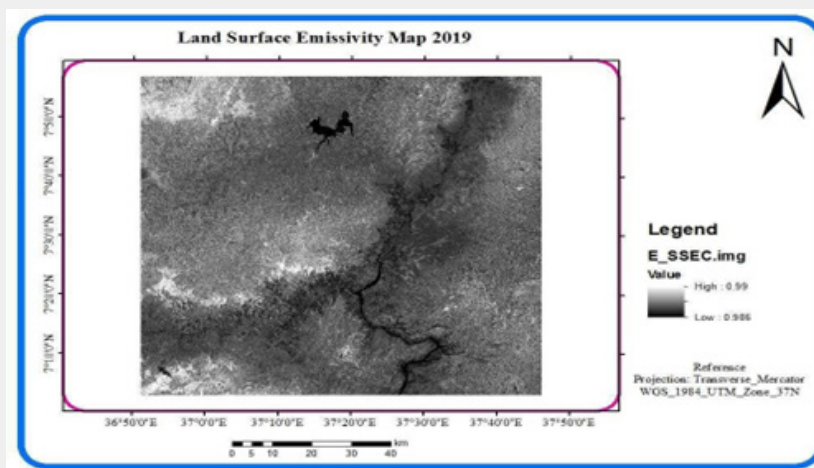 Land Surface Emissivity Map 2019
N
7°50'0"N
7°40'0"N
7°30'0"N
7°20'0"N
7°10'0"N
Legend
E_SSEC.img
Value
High : 0.99
Low : 0.986
Reference
Projection: Transverse_Mercator
WGS_1984_UTM_Zone_37N
36°50'0"E 37°0'0"E 37°10'0"E 37°20'0"E 37°30'0"E 37°40'0"E 37°50'0"E
km
0 5 10 20 30 40